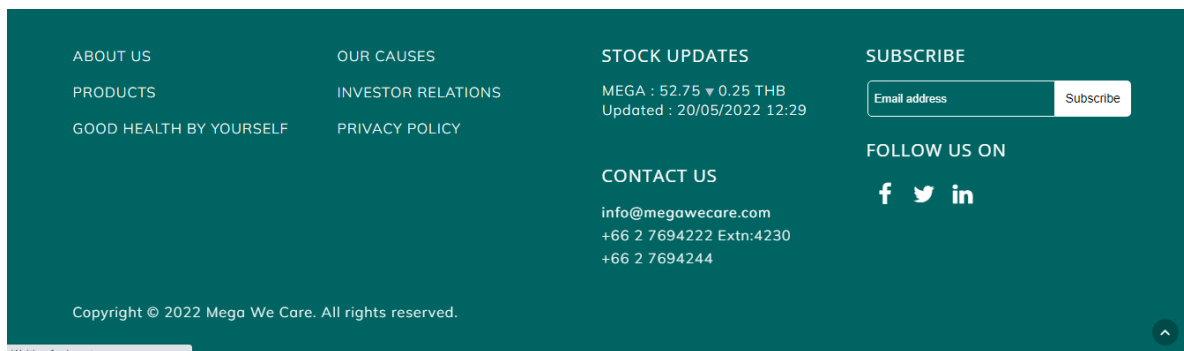 ABOUT US
PRODUCTS
GOOD HEALTH BY YOURSELF
OUR CAUSES
INVESTOR RELATIONS
PRIVACY POLICY
STOCK UPDATES
MEGA : 52.75 ▼ 0.25 THB
Updated : 20/05/2022 12:29
CONTACT US
info@megawecare.com
+66 2 7694222 Extn:4230
+66 2 7694244
SUBSCRIBE
Email address
Subscribe
FOLLOW US ON
Copyright © 2022 Mega We Care. All rights reserved.